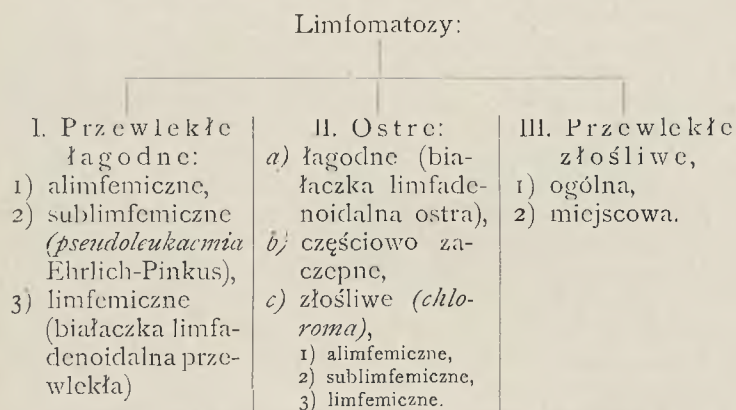 Limfomatozy:
I. Przewlekłe
łagodne:
1) alimfemiczne,
2) sublimfemiczne
(pseudoleukaemia
Ehrlich-Pinkus),
3) limfemiczne
(białaczka limfa-
denoidalna prze-
wlekła)
II. Ostre:
a) łagodne (bia-
łaczka limfade-
noidalna ostra),
b) częściowo za-
czepne,
c) złośliwe (chlo-
roma),
1) alimfemiczne,
2) sublimfemiczne,
3) limfemiczne.
III. Przewlekłe
złośliwe,
1) ogólna,
2) miejscowa.